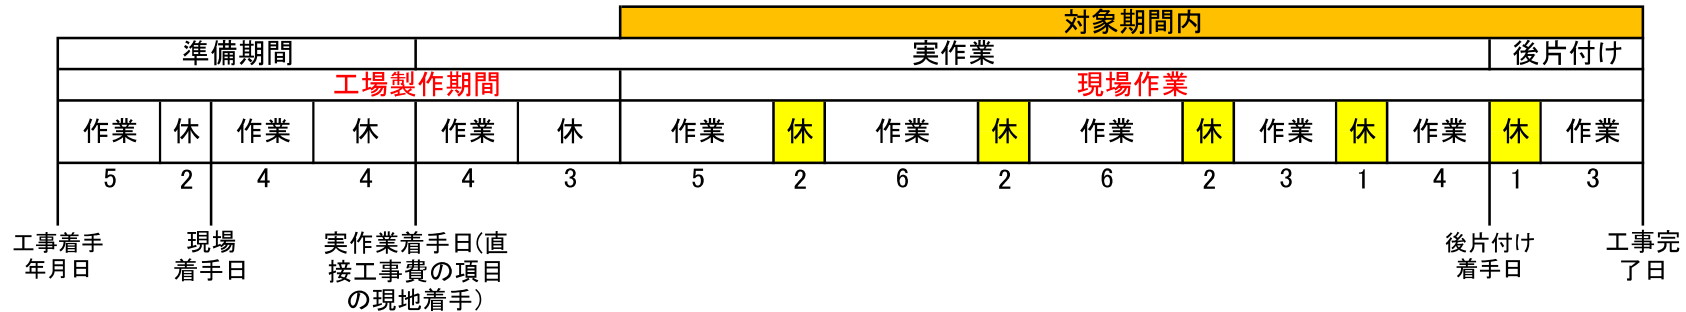 対象期間内
準備期間 実作業 後片付け
工場製作期間 現場作業
作業 休 作業 休 作業 休 作業 休 作業 休 作業 休 作業 休 作業 休 作業
5 2 4 4 4 3 5 2 6 2 6 2 3 1 4 1 3
工事着手
年月日
現場
着手日
実作業着手日(直
接工事費の項目
の現地着手)
後片付け
着手日
工事完
了日